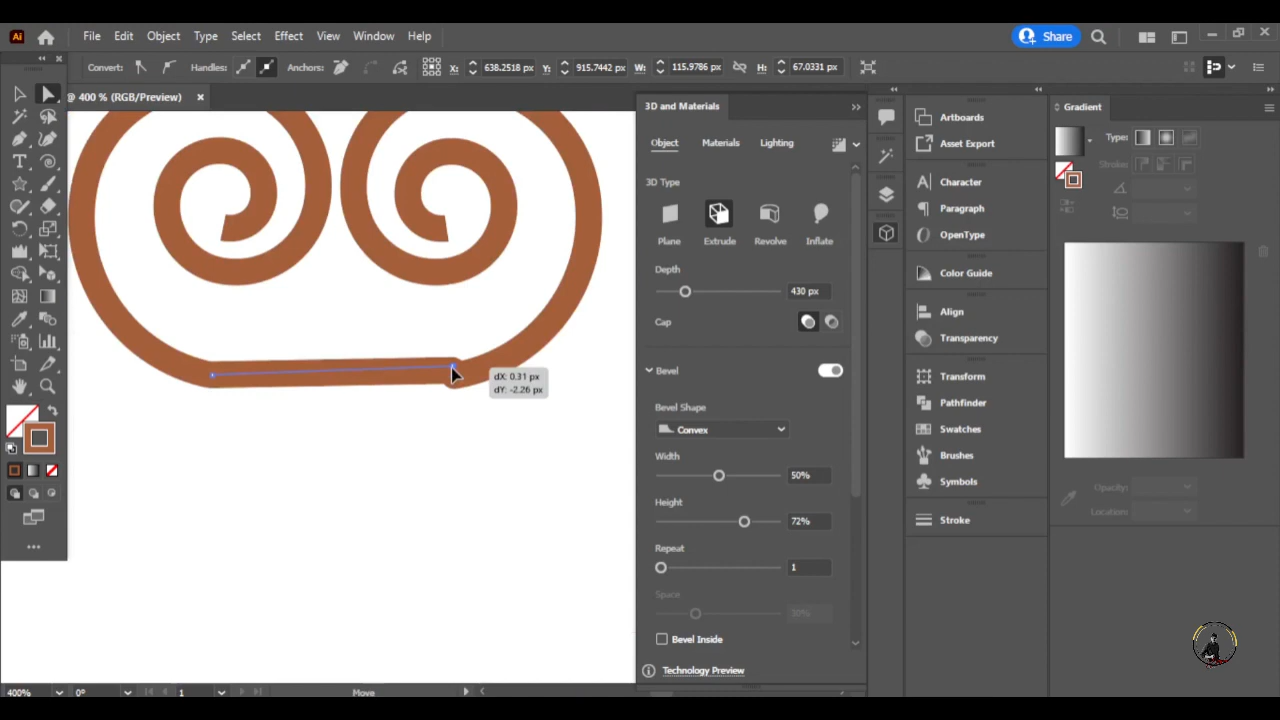 Ai File Edit Object Type Select Effect View Window Help Share
Convert: Handles: Anchors: X: 638.2518 px Y: 915.7442 px W: 115.9786 px H: 67.0331 px
@ 400 % (RGB/Preview) ×
3D and Materials
Object Materials Lighting
3D Type
Plane Extrude Revolve Inflate
Depth
430 px
Cap
Bevel
Bevel Shape
Convex
Width
50%
Height
72%
Repeat
1
Space
Bevel Inside
Technology Preview
dX: 0.31 px
dY: -2.26 px
Artboards
Asset Export
Character
Paragraph
OpenType
Color Guide
Align
Transparency
Transform
Pathfinder
Swatches
Brushes
Symbols
Stroke
Gradient
Type:
Stroke:
Opacity:
Location:
400% 0° 1 Move